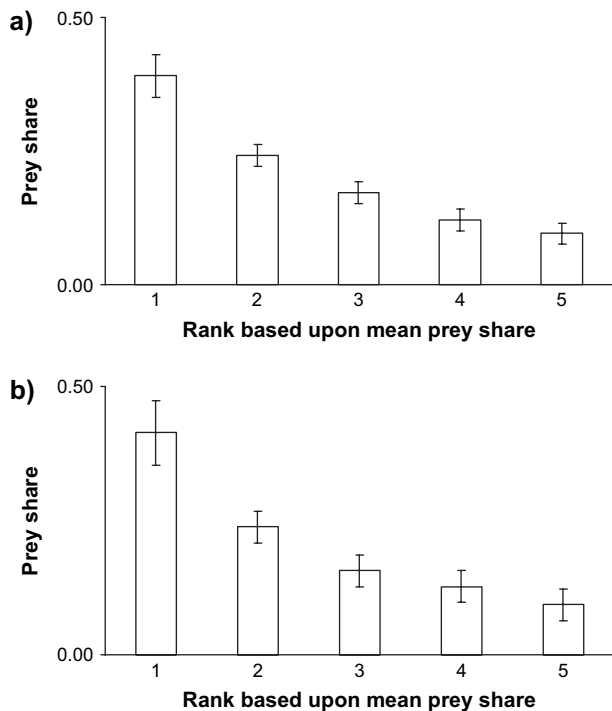 a)
0.50
Prey share
0.00
1 2 3 4 5
Rank based upon mean prey share
b)
0.50
Prey share
0.00
1 2 3 4 5
Rank based upon mean prey share